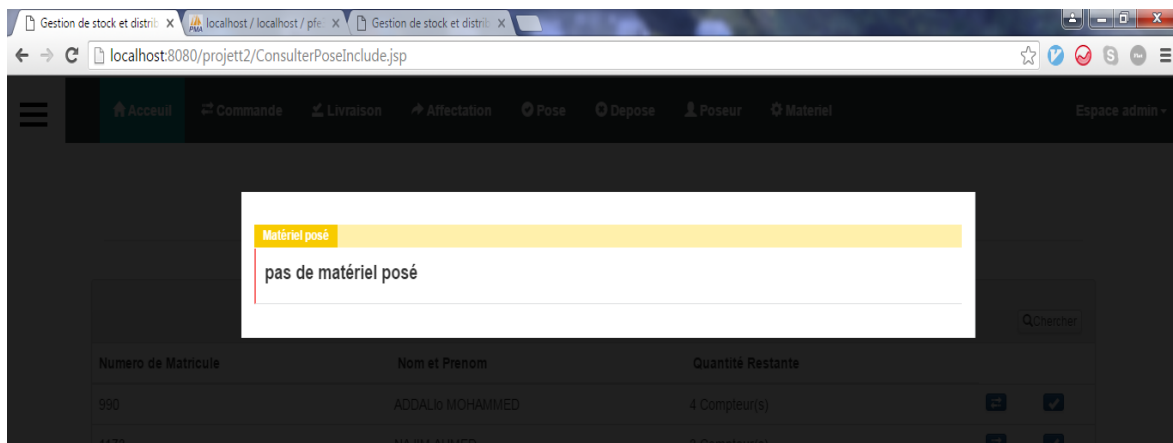 Gestion de stock et distrib
localhost / localhost / pfe
Gestion de stock et distrib
localhost:8080/projett2/ConsulterPoseInclude.jsp
Acceuil Commande Livraison Affectation Pose Depose Poseur Materiel Espace admin
Matériel posé
pas de matériel posé
Chercher
Numero de Matricule Nom et Prenom Quantité Restante
990 ADDALIo MOHAMMED 4 Compteur(s)